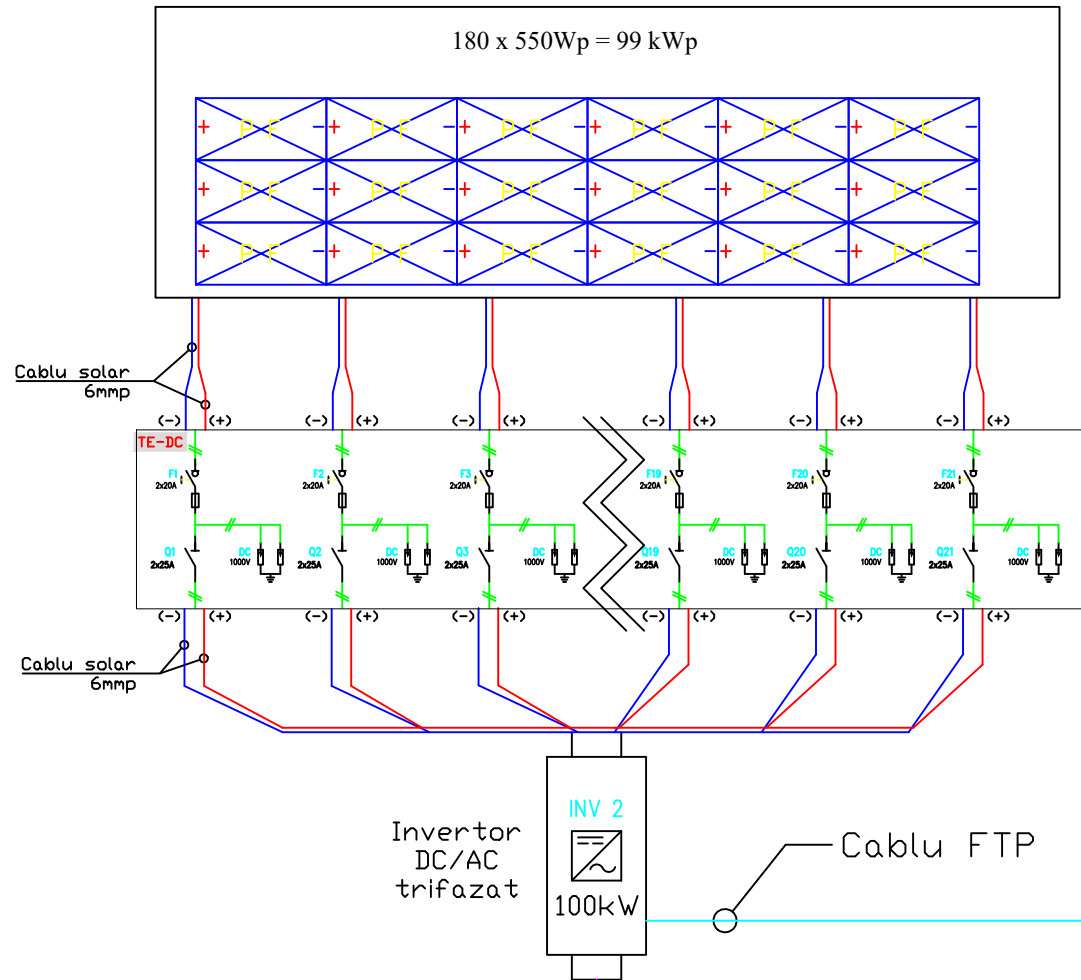 180 x 550Wp = 99 kWp
+ PF − + PF − + PF − + PF − + PF − + PF −
+ PF − + PF − + PF − + PF − + PF − + PF −
+ PF − + PF − + PF − + PF − + PF − + PF −
Cablu solar
6mmp
(-) (+) (-) (+) (-) (+) (-) (+) (-) (+) (-) (+)
TE-DC
F1 F2 F3 F19 F20 F21
2x20A 2x20A 2x20A 2x20A 2x20A 2x20A
Q1 DC Q2 DC Q3 DC Q19 DC Q20 DC Q21 DC
2x25A 1000V 2x25A 1000V 2x25A 1000V 2x25A 1000V 2x25A 1000V 2x25A 1000V
(-) (+) (-) (+) (-) (+) (-) (+) (-) (+) (-) (+)
Cablu solar
6mmp
INV 2
Invertor
DC/AC
trifazat
100kW
Cablu FTP